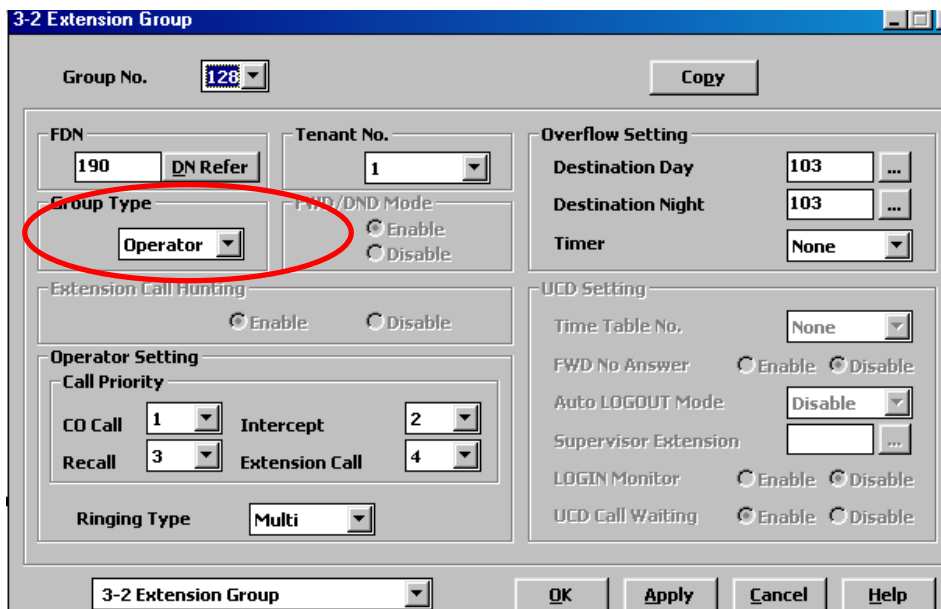 3-2 Extension Group
Group No. 128 Copy
FDN
190 DN Refer
Tenant No.
1
Group Type
Operator
FWD/DND Mode
Enable
Disable
Extension Call Hunting
Enable Disable
Operator Setting
Call Priority
CO Call 1 Intercept 2
Recall 3 Extension Call 4
Ringing Type Multi
Overflow Setting
Destination Day 103 ...
Destination Night 103 ...
Timer None
UCD Setting
Time Table No. None
FWD No Answer Enable Disable
Auto LOGOUT Mode Disable
Supervisor Extension ...
LOGIN Monitor Enable Disable
UCD Call Waiting Enable Disable
3-2 Extension Group OK Apply Cancel Help